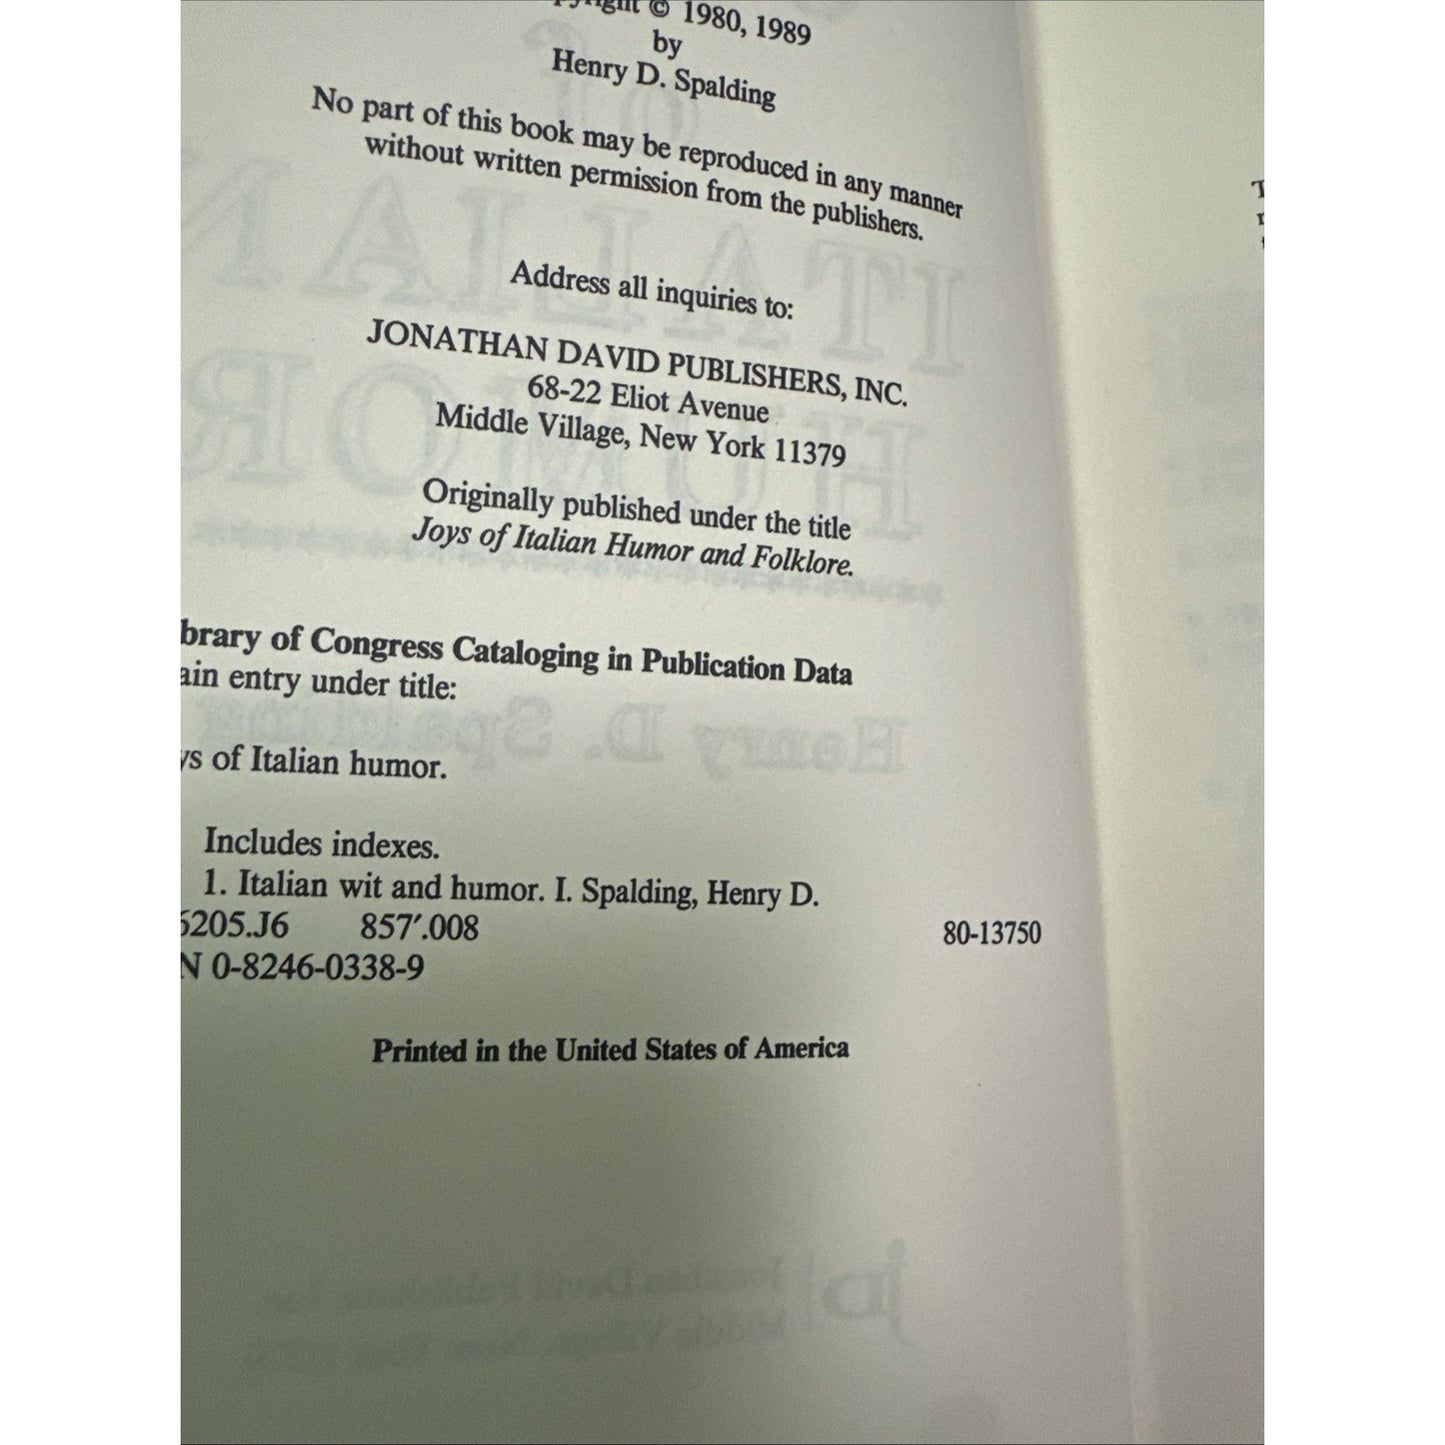 © 1980, 1989
by
Henry D. Spalding
No part of this book may be reproduced in any manner
without written permission from the publishers.
Address all inquiries to:
JONATHAN DAVID PUBLISHERS, INC.
68-22 Eliot Avenue
Middle Village, New York 11379
Originally published under the title
Joys of Italian Humor and Folklore.
brary of Congress Cataloging in Publication Data
ain entry under title:
ys of Italian humor.
Includes indexes.
1. Italian wit and humor. I. Spalding, Henry D.
6205.J6 857′.008 80-13750
N 0-8246-0338-9
Printed in the United States of America